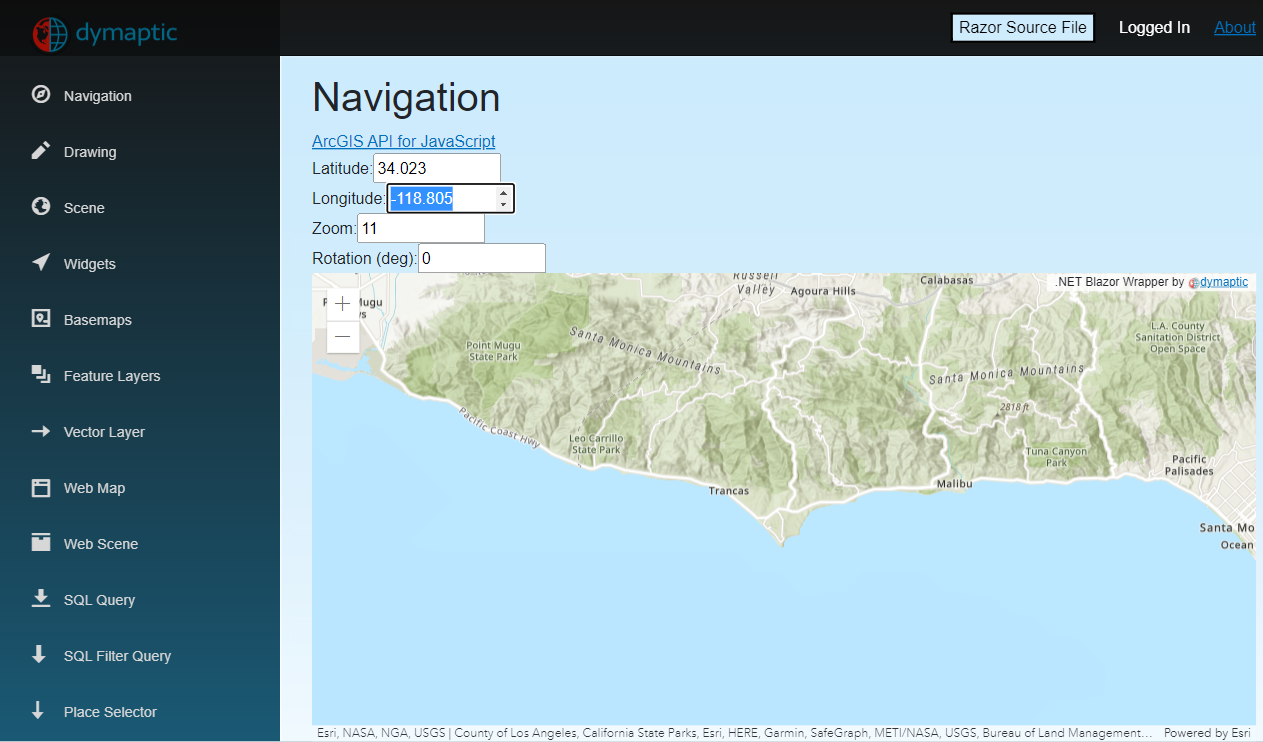 dymaptic
Razor Source File
Logged In
About
Navigation
Drawing
Scene
Widgets
Basemaps
Feature Layers
Vector Layer
Web Map
Web Scene
SQL Query
SQL Filter Query
Place Selector
Navigation
ArcGIS API for JavaScript
Latitude: 34.023
Longitude: -118.805
Zoom: 11
Rotation (deg): 0
.NET Blazor Wrapper by dymaptic
+
−
Russell
Valley
Agoura Hills
Calabasas
Mugu
Santa Monica Mountains
Point Mugu
State Park
L.A. County
Sanitation District
Open Space
Santa Monica Mountains
2818 ft
Pacific Coast Hwy
Leo Carrillo
State Park
Tuna Canyon
Park
Pacific
Palisades
Trancas
Malibu
Santa Mo
Ocean
Esri, NASA, NGA, USGS | County of Los Angeles, California State Parks, Esri, HERE, Garmin, SafeGraph, METI/NASA, USGS, Bureau of Land Management...
Powered by Esri